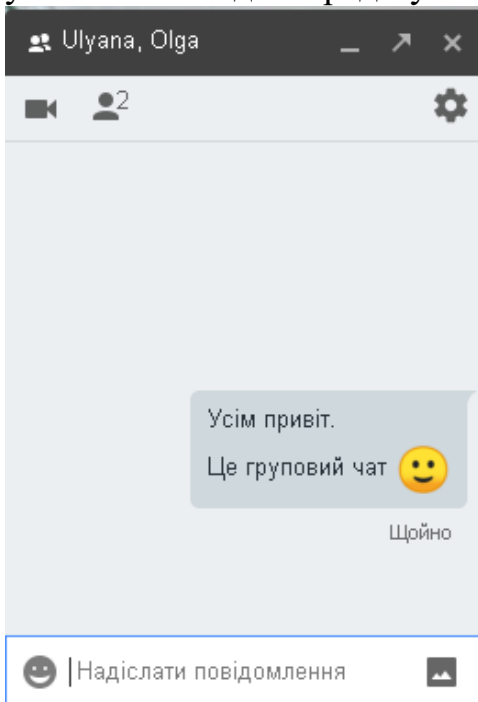 Ulyana, Olga
2
Усім привіт.
Це груповий чат
Щойно
Надіслати повідомлення